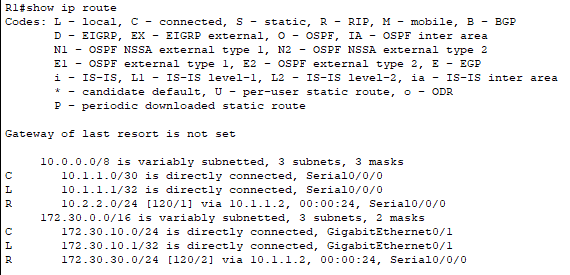 R1#show ip route
Codes: L - local, C - connected, S - static, R - RIP, M - mobile, B - BGP
D - EIGRP, EX - EIGRP external, O - OSPF, IA - OSPF inter area
N1 - OSPF NSSA external type 1, N2 - OSPF NSSA external type 2
E1 - OSPF external type 1, E2 - OSPF external type 2, E - EGP
i - IS-IS, L1 - IS-IS level-1, L2 - IS-IS level-2, ia - IS-IS inter area
* - candidate default, U - per-user static route, o - ODR
P - periodic downloaded static route
Gateway of last resort is not set
10.0.0.0/8 is variably subnetted, 3 subnets, 3 masks
C 10.1.1.0/30 is directly connected, Serial0/0/0
L 10.1.1.1/32 is directly connected, Serial0/0/0
R 10.2.2.0/24 [120/1] via 10.1.1.2, 00:00:24, Serial0/0/0
172.30.0.0/16 is variably subnetted, 3 subnets, 2 masks
C 172.30.10.0/24 is directly connected, GigabitEthernet0/1
L 172.30.10.1/32 is directly connected, GigabitEthernet0/1
R 172.30.30.0/24 [120/2] via 10.1.1.2, 00:00:24, Serial0/0/0